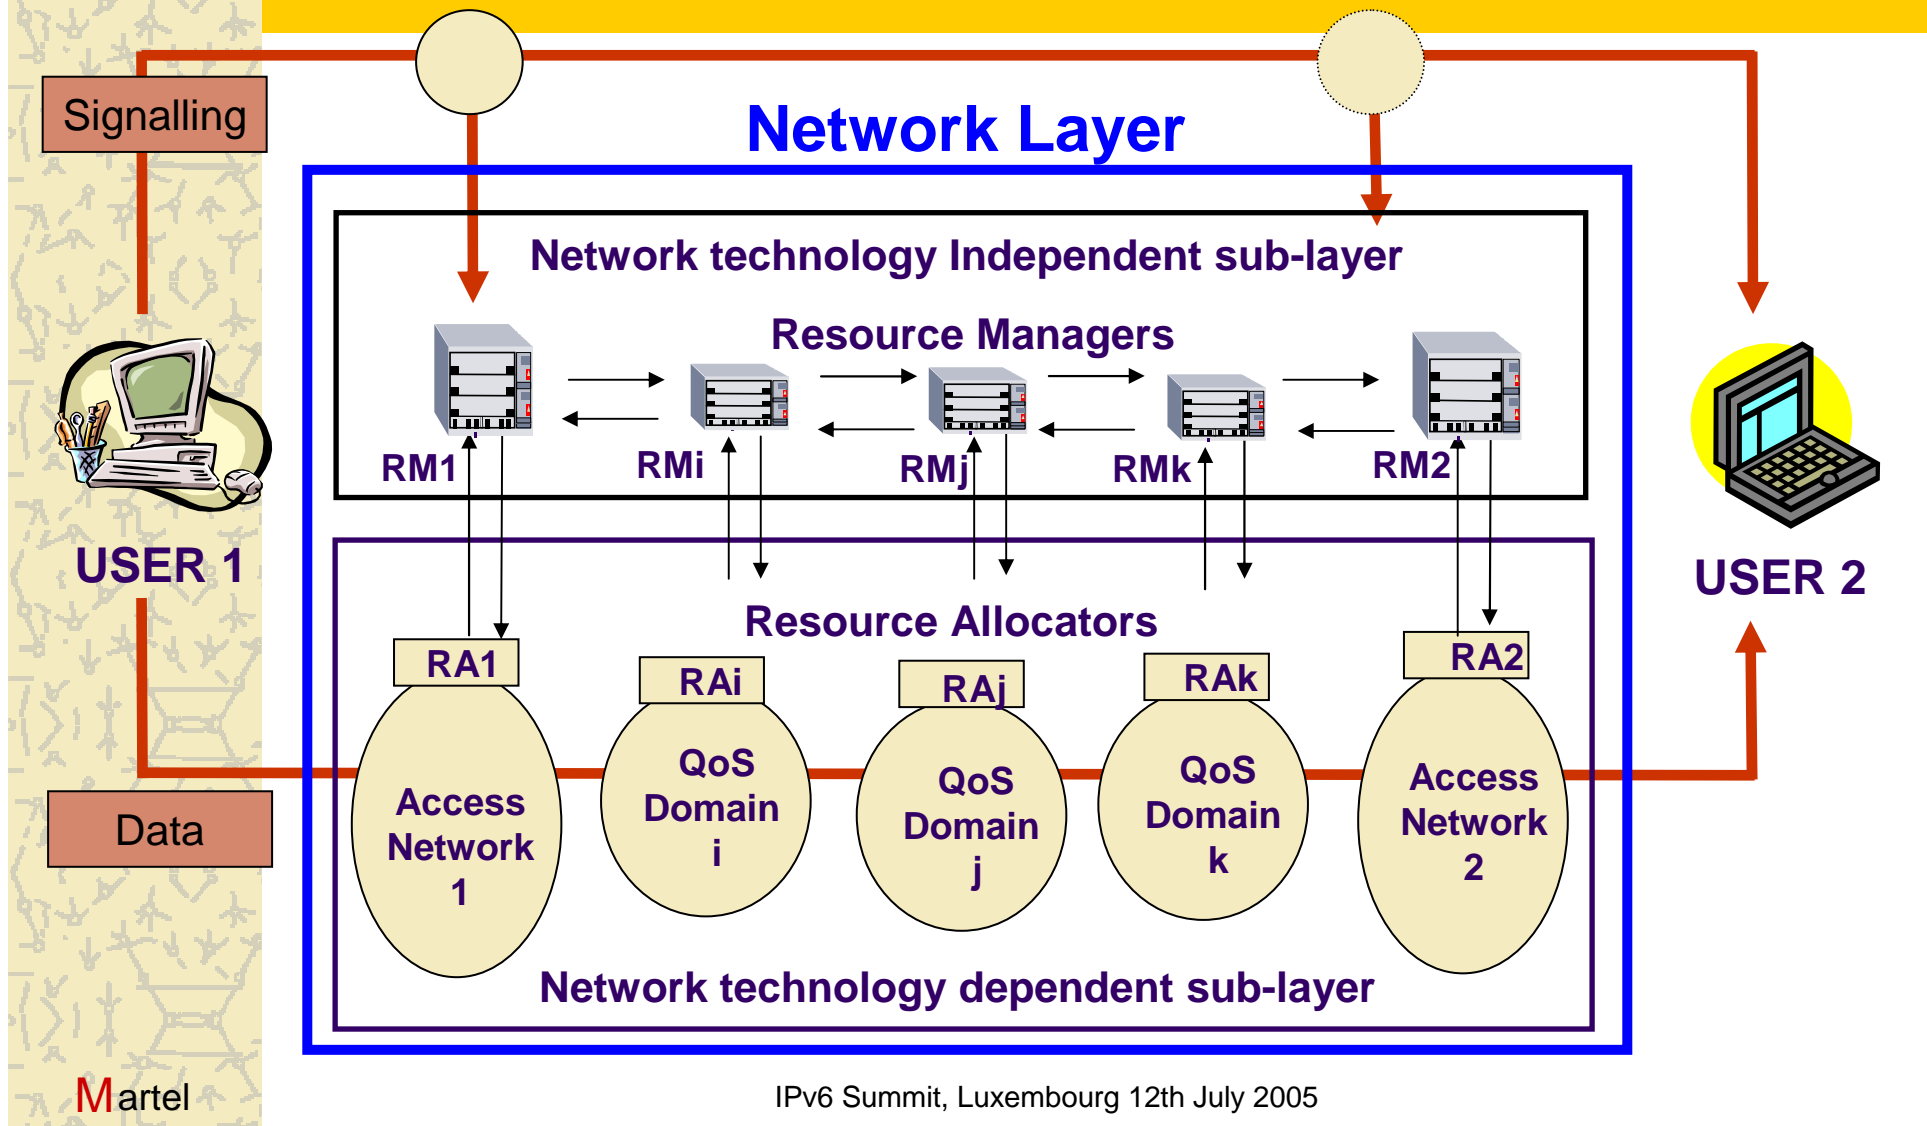 Signalling
Network Layer
Network technology Independent sub-layer
Resource Managers
RM1
RMi
RMj
RMk
RM2
USER 1
USER 2
Resource Allocators
RA1
RAi
RAj
RAk
RA2
Access
Network
1
QoS
Domain
i
QoS
Domain
j
QoS
Domain
k
Access
Network
2
Data
Network technology dependent sub-layer
Martel
IPv6 Summit, Luxembourg 12th July 2005